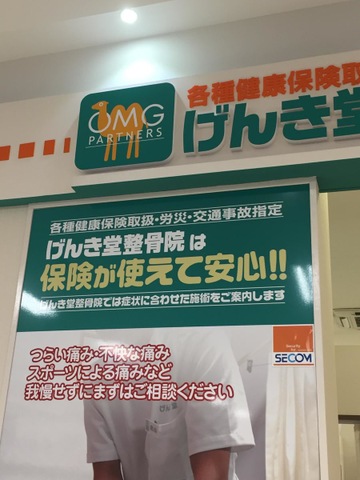 各種健康保険取
OMG
PARTNERS
げんき堂
各種健康保険取扱・労災・交通事故指定
げんき堂整骨院は
保険が使えて安心!!
げんき堂整骨院では症状に合わせた施術をご案内します
つらい痛み・不快な痛み
スポーツによる痛みなど
我慢せずにまずはご相談ください
SECOM
げん